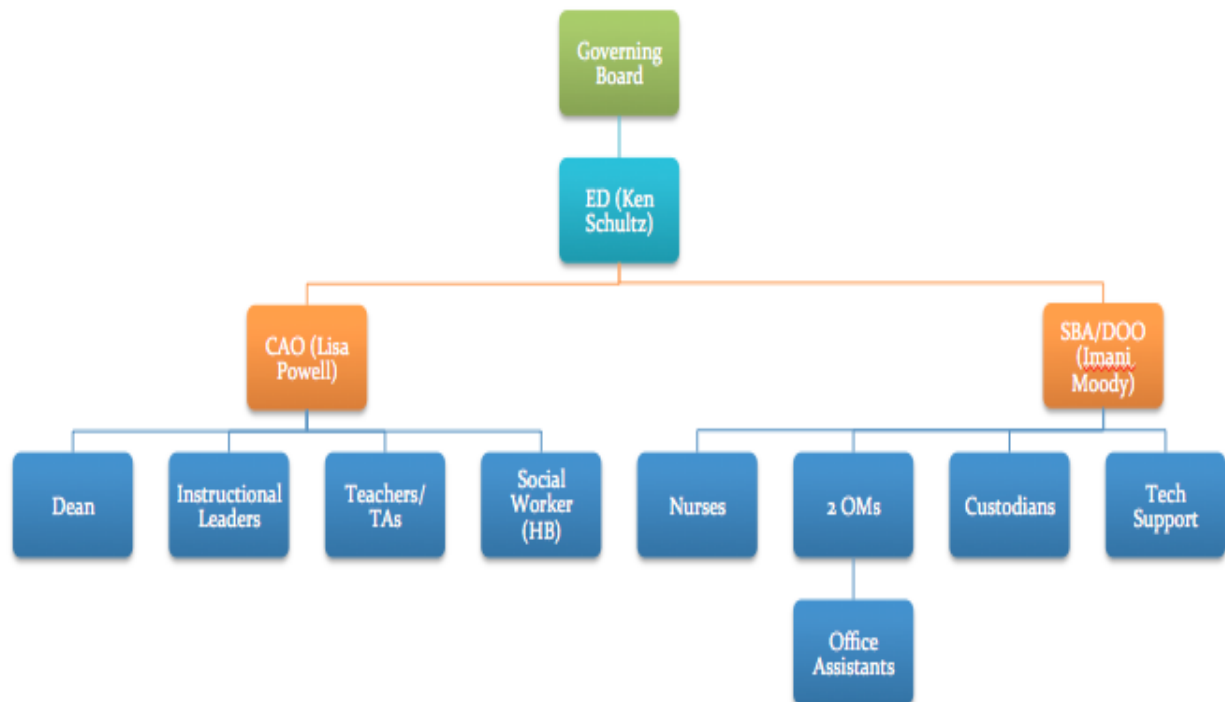 Governing
Board
ED (Ken
Schultz)
CAO (Lisa
Powell)
SBA/DOO
(Imani
Moody)
Dean
Instructional
Leaders
Teachers/
TAs
Social
Worker
(HB)
Nurses
2 OMs
Custodians
Tech
Support
Office
Assistants